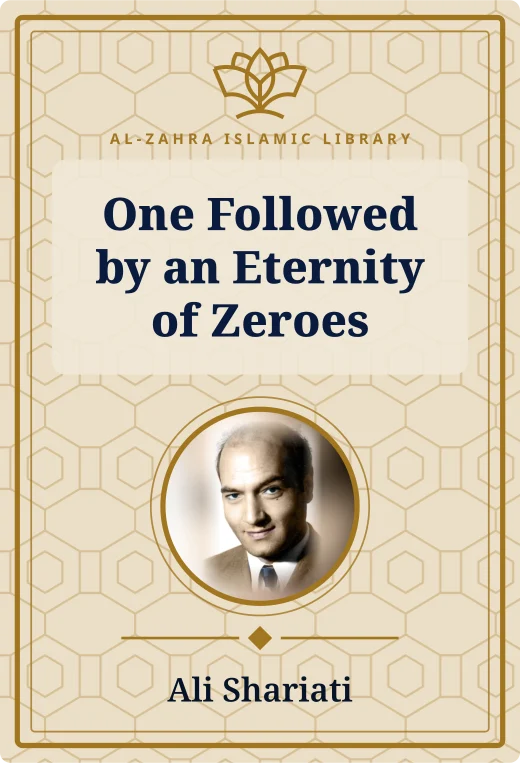 AL-ZAHRA ISLAMIC LIBRARY
One Followed
by an Eternity
of Zeroes
Ali Shariati